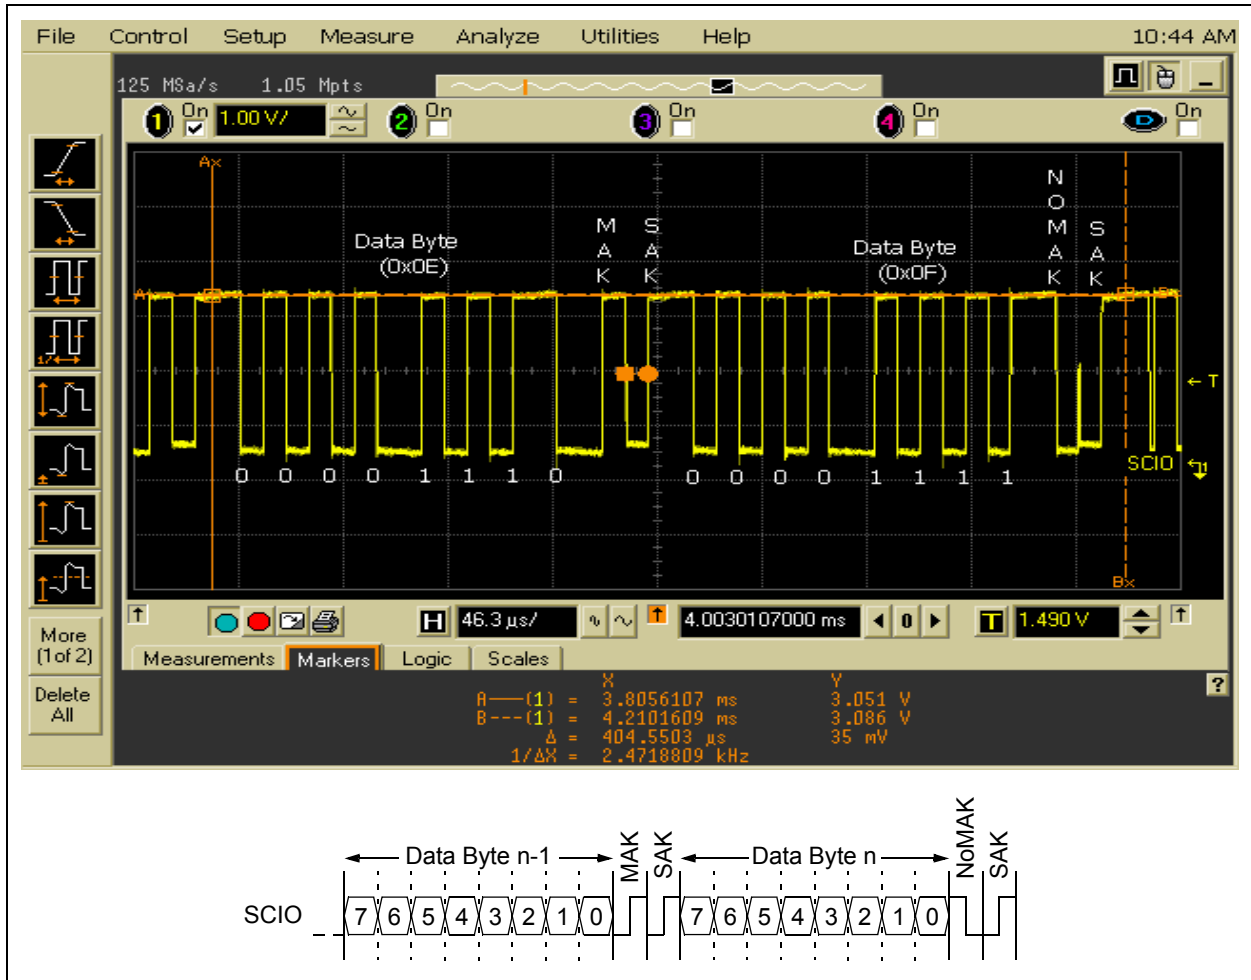 File Control Setup Measure Analyze Utilities Help 10:44 AM
125 MSa/s 1.05 Mpts
1 On 1.00 V/ 2 On 3 On 4 On D On
Ax
N
O
M S M S
Data Byte A A Data Byte A A
(0x0E) K K (0x0F) K K
A
T
SCIO
0 0 0 0 1 1 1 0 0 0 0 0 1 1 1 1
Bx
H 46.3 µs/ 4.0030107000 ms 0 T 1.490 V
More
(1 of 2)
Delete
All
Measurements Markers Logic Scales
X Y
A——(1) = 3.8056107 ms 3.051 V
B---(1) = 4.2101609 ms 3.086 V
Δ = 404.5503 µs 35 mV
1/ΔX = 2.4718809 kHz
?
Data Byte n-1 MAK SAK Data Byte n NoMAK SAK
SCIO 7 6 5 4 3 2 1 0 7 6 5 4 3 2 1 0